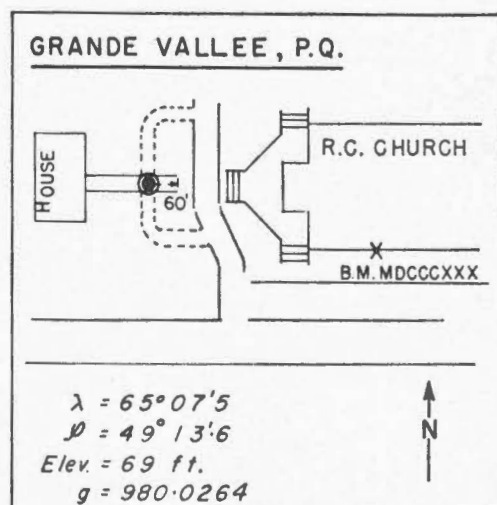 GRANDE VALLEE, P.Q.
HOUSE
60'
R.C. CHURCH
B.M. MDCCCXXX
λ = 65° 07'.5
φ = 49° 13'.6
Elev. = 69 ft.
g = 980.0264
N